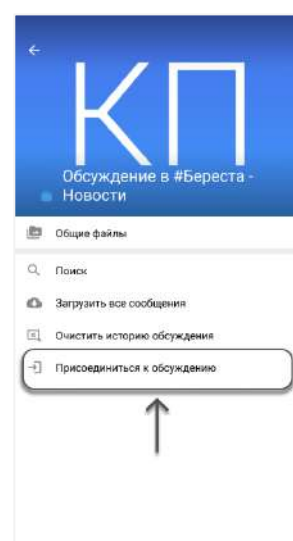 КП
Обсуждение в #Береста -
Новости
Общие файлы
Поиск
Загрузить все сообщения
Очистить историю обсуждения
Присоединиться к обсуждению